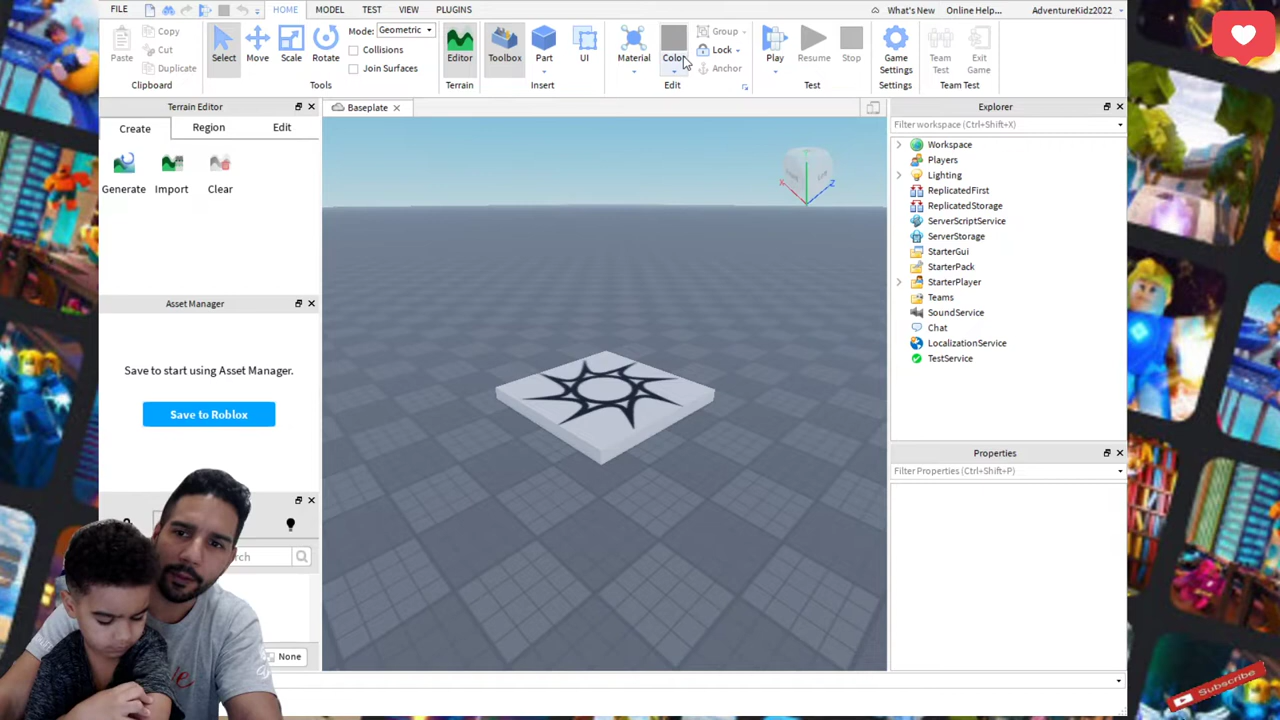 FILE HOME MODEL TEST VIEW PLUGINS What's New Online Help... AdventureKidz2022
Paste Copy Cut Duplicate Select Move Scale Rotate Mode: Geometric Collisions Join Surfaces Editor Toolbox Part UI Material Color Group Lock Anchor Play Resume Stop Game Settings Team Test Exit Game
Clipboard Tools Terrain Insert Edit Test Settings Team Test
Terrain Editor
Create Region Edit
Generate Import Clear
Asset Manager
Save to start using Asset Manager.
Save to Roblox
None
Baseplate
Explorer
Filter workspace (Ctrl+Shift+X)
Workspace
Players
Lighting
ReplicatedFirst
ReplicatedStorage
ServerScriptService
ServerStorage
StarterGui
StarterPack
StarterPlayer
Teams
SoundService
Chat
LocalizationService
TestService
Properties
Filter Properties (Ctrl+Shift+P)
Subscribe